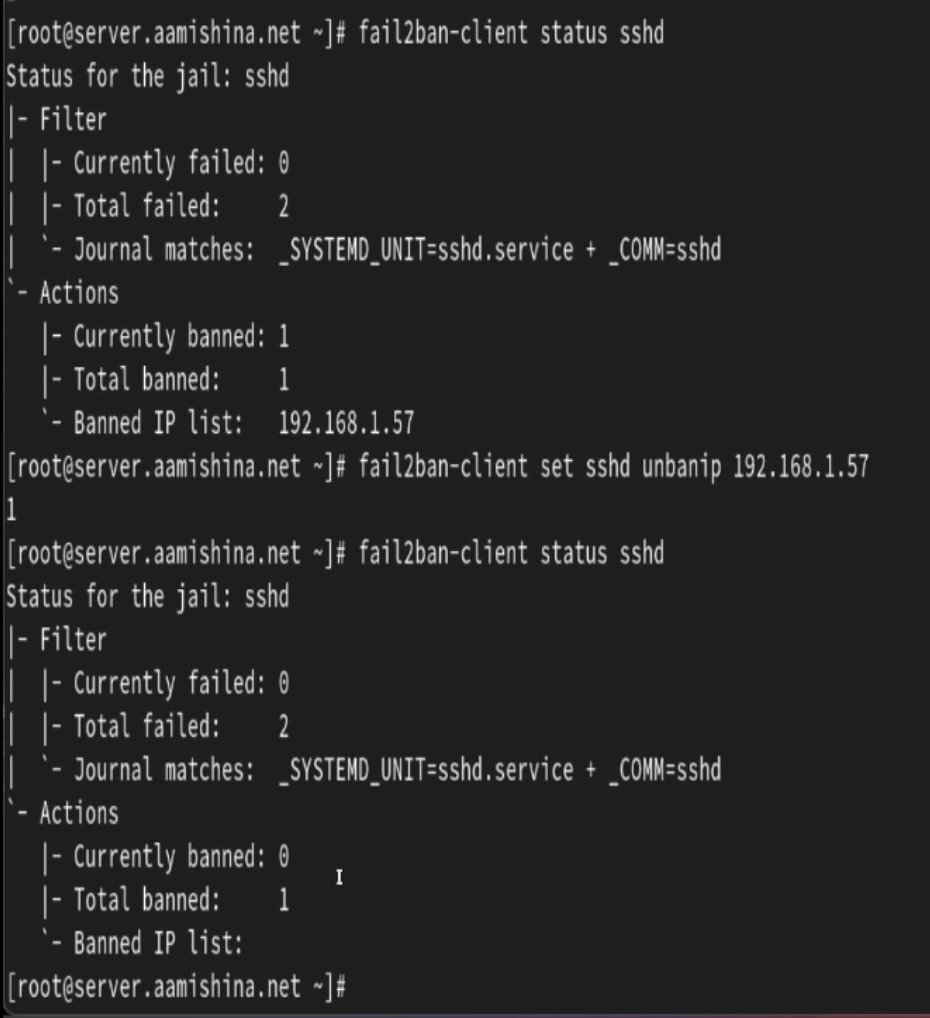 [root@server.aamishina.net ~]# fail2ban-client status sshd
Status for the jail: sshd
|- Filter
|  |- Currently failed: 0
|  |- Total failed:     2
|  `- Journal matches:  _SYSTEMD_UNIT=sshd.service + _COMM=sshd
`- Actions
   |- Currently banned: 1
   |- Total banned:     1
   `- Banned IP list:   192.168.1.57
[root@server.aamishina.net ~]# fail2ban-client set sshd unbanip 192.168.1.57
1
[root@server.aamishina.net ~]# fail2ban-client status sshd
Status for the jail: sshd
|- Filter
|  |- Currently failed: 0
|  |- Total failed:     2
|  `- Journal matches:  _SYSTEMD_UNIT=sshd.service + _COMM=sshd
`- Actions
   |- Currently banned: 0
   |- Total banned:     1
   `- Banned IP list:
[root@server.aamishina.net ~]#